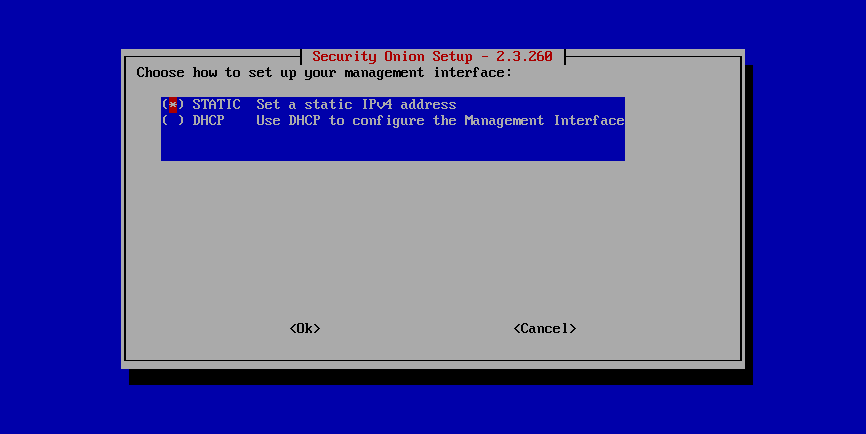 Security Onion Setup - 2.3.260
Choose how to set up your management interface:
(*) STATIC  Set a static IPv4 address
( ) DHCP    Use DHCP to configure the Management Interface
<Ok> <Cancel>